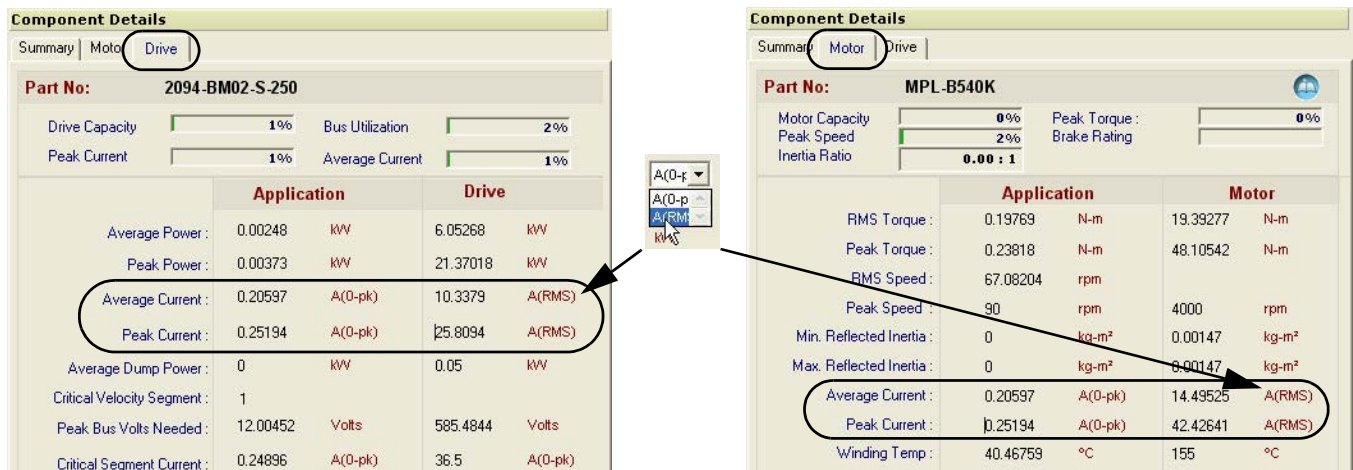 Component Details
Summary Motor Drive
Part No: 2094-BM02-S-250
Drive Capacity 1% Bus Utilization 2%
Peak Current 1% Average Current 1%
Application Drive
Average Power : 0.00248 kW 6.05268 kW
Peak Power : 0.00373 kW 21.37018 kW
Average Current : 0.20597 A(0-pk) 10.3379 A(RMS)
Peak Current : 0.25194 A(0-pk) 25.8094 A(RMS)
Average Dump Power : 0 kW 0.05 kW
Critical Velocity Segment : 1
Peak Bus Volts Needed : 12.00452 Volts 585.4844 Volts
Critical Segment Current : 0.24896 A(0-pk) 36.5 A(0-pk)
A(0-p
A(0-p
A(RM
kW
Component Details
Summary Motor Drive
Part No: MPL-B540K
Motor Capacity 0% Peak Torque : 0%
Peak Speed 2% Brake Rating
Inertia Ratio 0.00 : 1
Application Motor
RMS Torque : 0.19769 N-m 19.39277 N-m
Peak Torque : 0.23818 N-m 48.10542 N-m
RMS Speed : 67.08204 rpm
Peak Speed : 90 rpm 4000 rpm
Min. Reflected Inertia : 0 kg-m² 0.00147 kg-m²
Max. Reflected Inertia : 0 kg-m² 0.00147 kg-m²
Average Current : 0.20597 A(0-pk) 14.49525 A(RMS)
Peak Current : 0.25194 A(0-pk) 42.42641 A(RMS)
Winding Temp : 40.46759 °C 155 °C